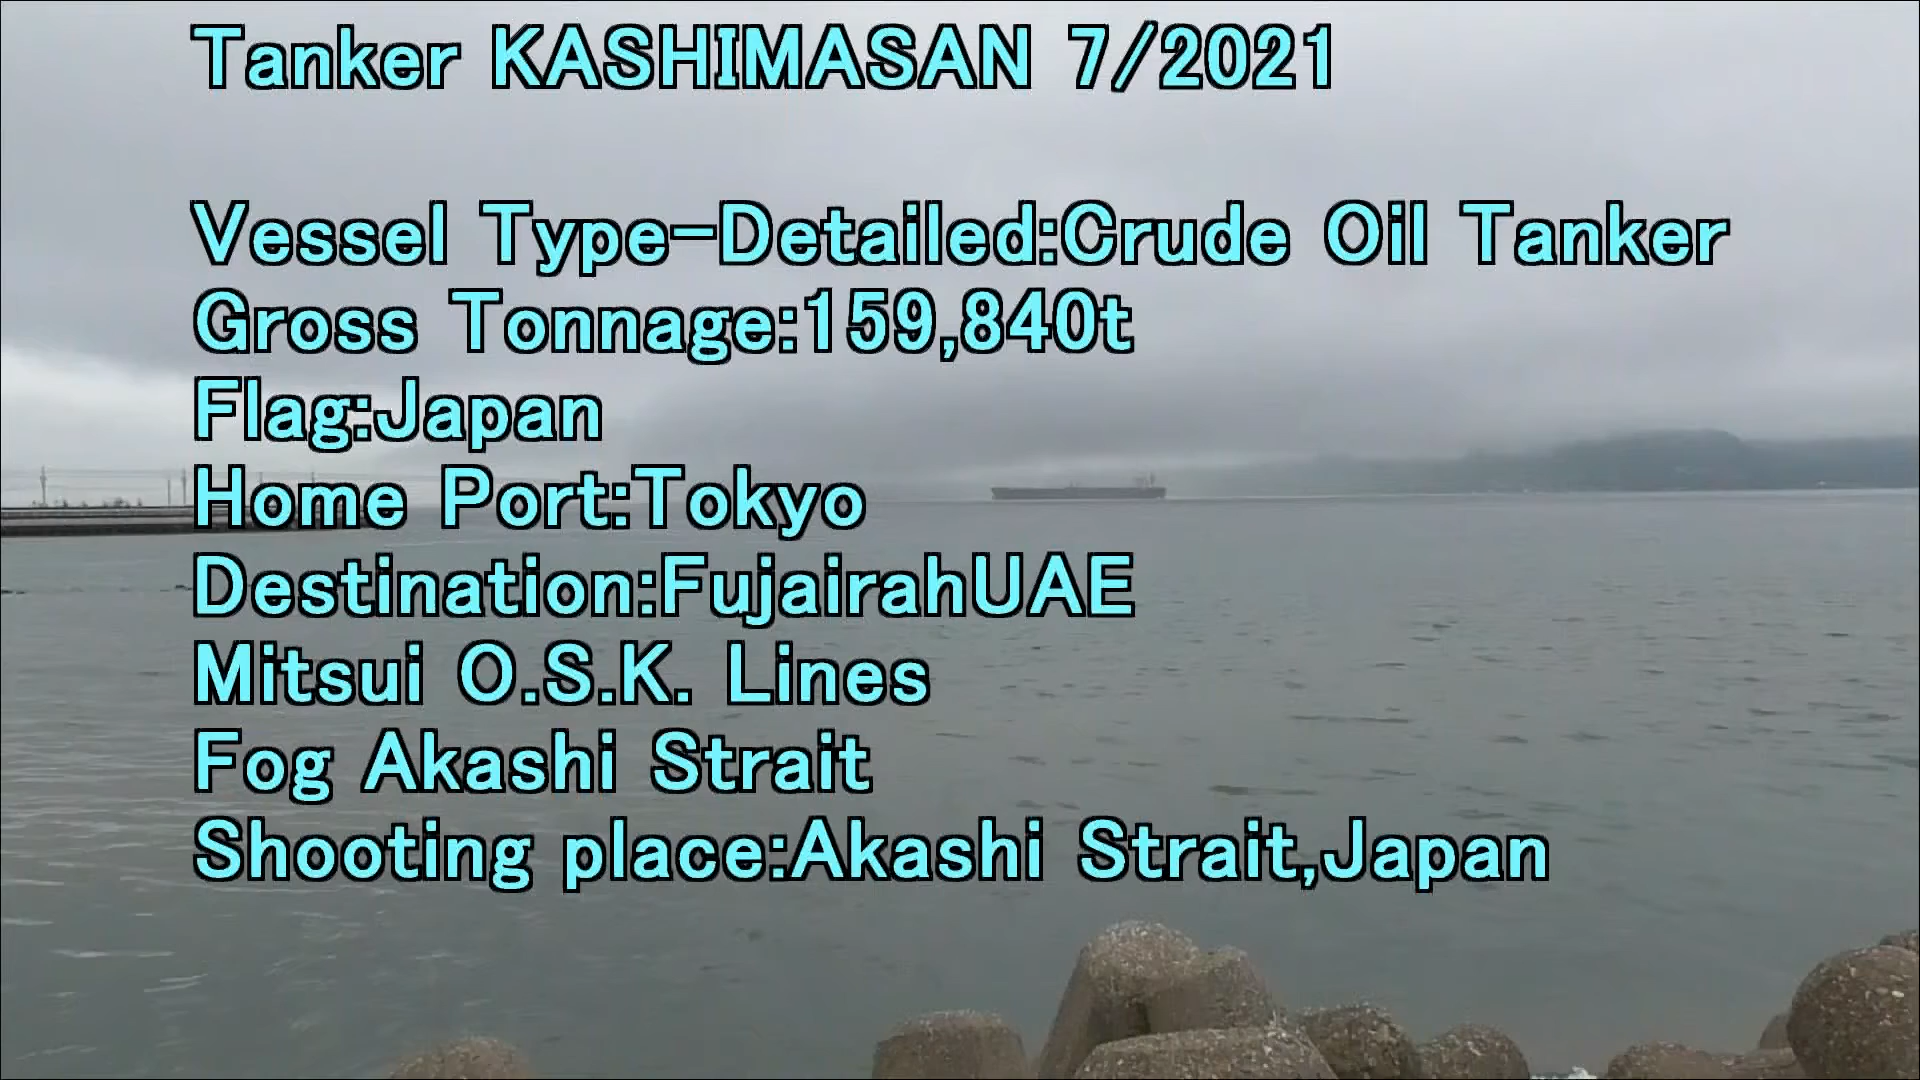 Tanker KASHIMASAN 7/2021
Vessel Type-Detailed:Crude Oil Tanker
Gross Tonnage:159,840t
Flag:Japan
Home Port:Tokyo
Destination:FujairahUAE
Mitsui O.S.K. Lines
Fog Akashi Strait
Shooting place:Akashi Strait,Japan